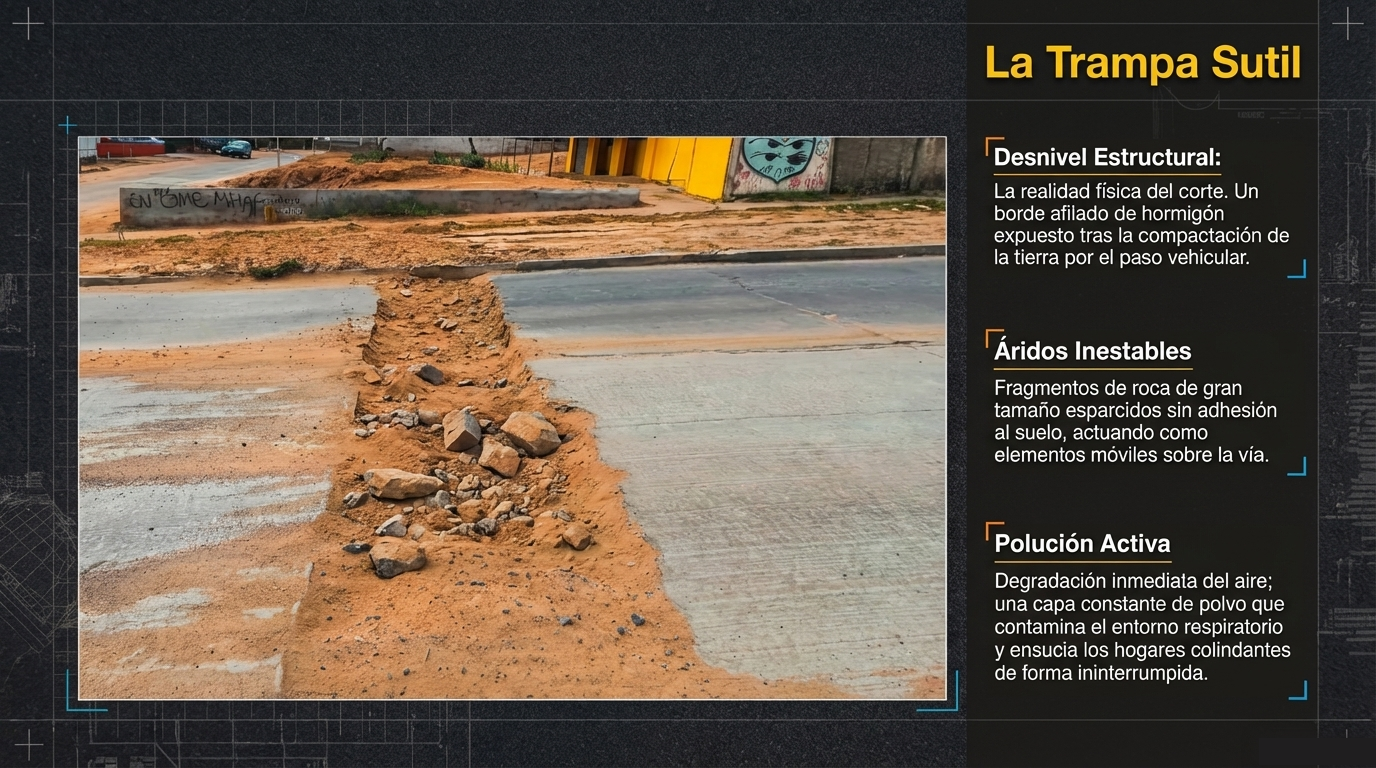 La Trampa Sutil
Desnivel Estructural:
La realidad física del corte. Un
borde afilado de hormigón
expuesto tras la compactación de
la tierra por el paso vehicular.
Áridos Inestables
Fragmentos de roca de gran
tamaño esparcidos sin adhesión
al suelo, actuando como
elementos móviles sobre la vía.
Polución Activa
Degradación inmediata del aire;
una capa constante de polvo que
contamina el entorno respiratorio
y ensucia los hogares colindantes
de forma ininterrumpida.